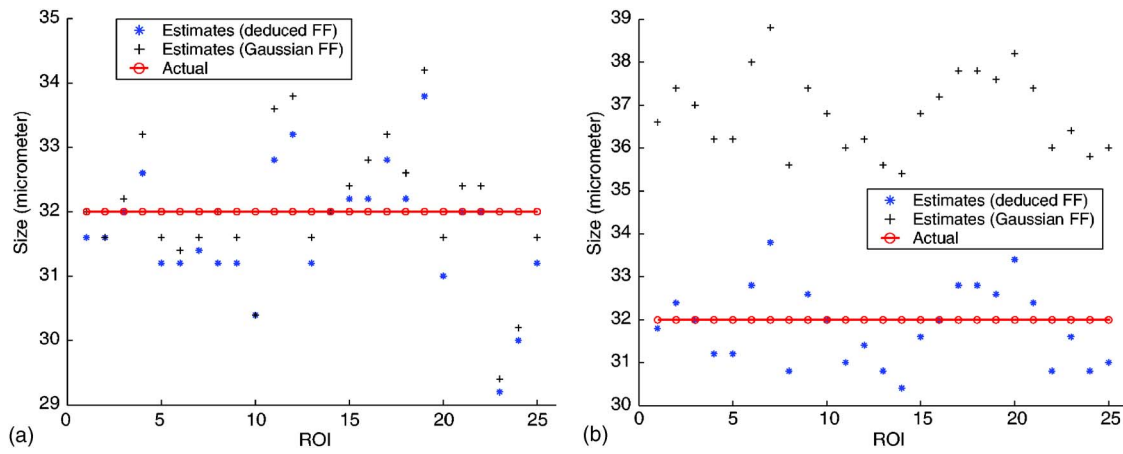 35
34
33
32
31
30
29
Size (micrometer)
Estimates (deduced FF)
Estimates (Gaussian FF)
Actual
0 5 10 15 20 25
ROI
(a)
39
38
37
36
35
34
33
32
31
30
Size (micrometer)
Estimates (deduced FF)
Estimates (Gaussian FF)
Actual
0 5 10 15 20 25
ROI
(b)